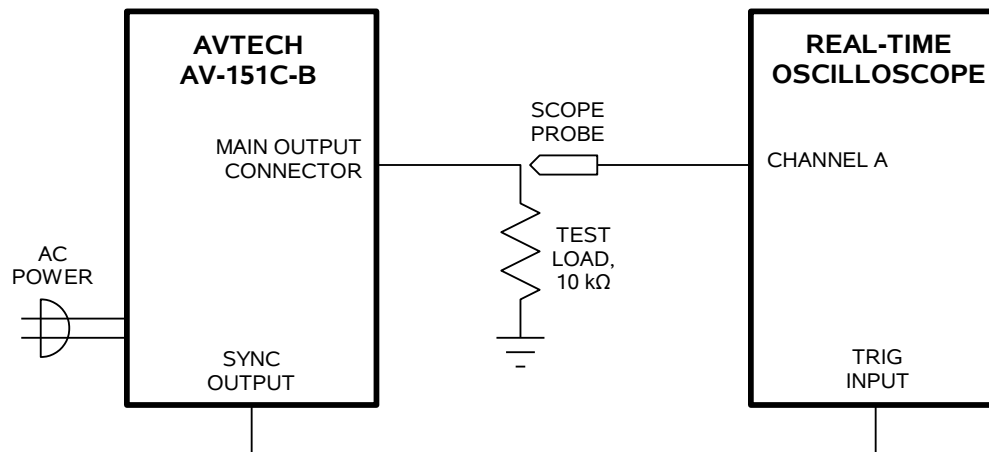 AVTECH
AV-151C-B
REAL-TIME
OSCILLOSCOPE
SCOPE
PROBE
MAIN OUTPUT
CONNECTOR
CHANNEL A
TEST
LOAD,
10 kΩ
AC
POWER
SYNC
OUTPUT
TRIG
INPUT